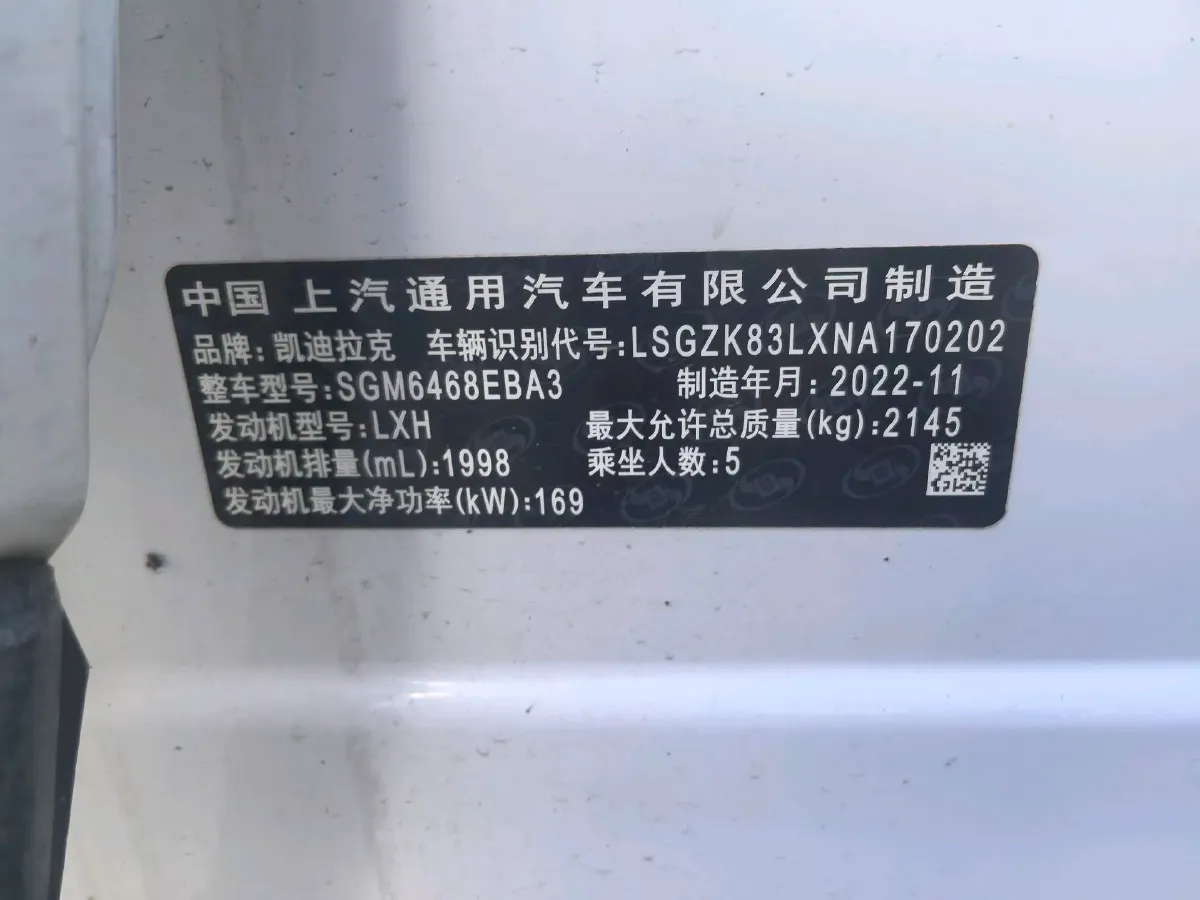 中国 上汽通用汽车有限公司制造
品牌: 凯迪拉克 车辆识别代号:LSGZK83LXNA170202
整车型号:SGM6468EBA3 制造年月: 2022-11
发动机型号:LXH 最大允许总质量(kg):2145
发动机排量(mL):1998 乘坐人数:5
发动机最大净功率(kW):169